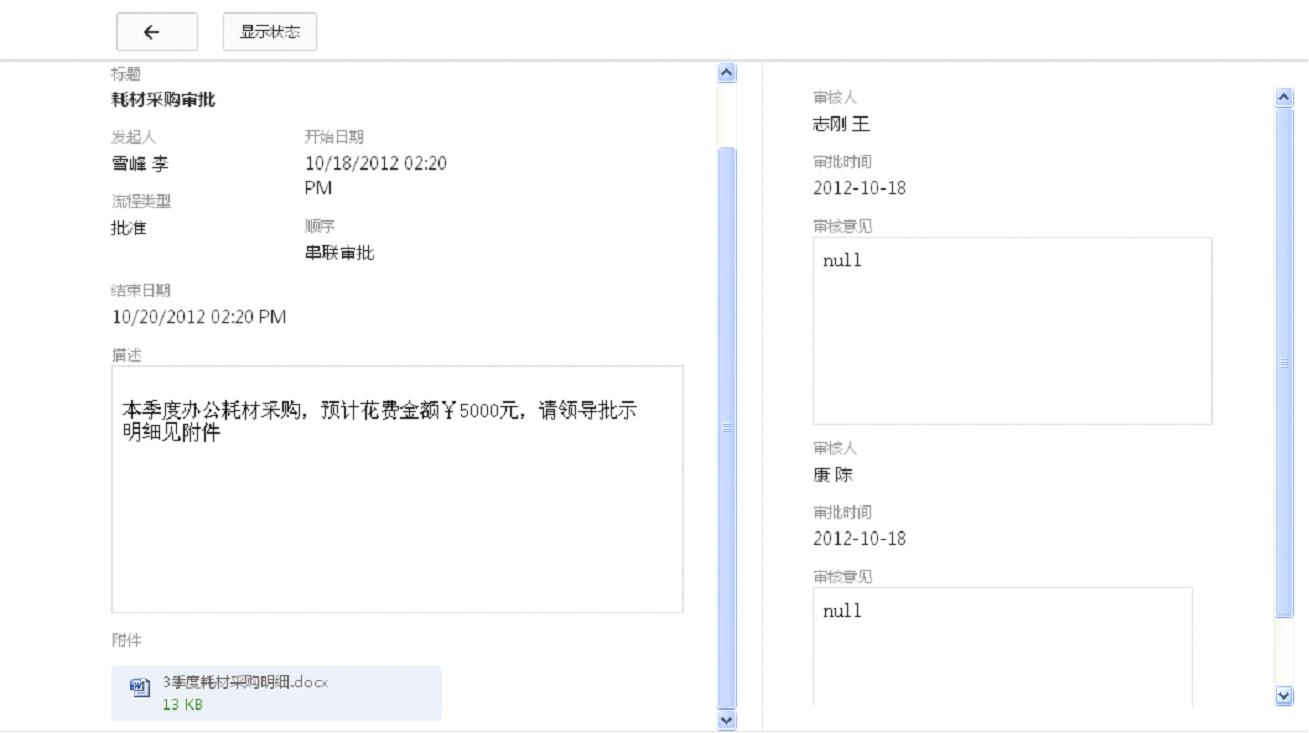 显示状态
标题
耗材采购审批
发起人
开始日期
雪峰 李
10/18/2012 02:20
PM
流程类型
批准
顺序
串联审批
结束日期
10/20/2012 02:20 PM
描述
本季度办公耗材采购，预计花费金额￥5000元，请领导批示
明细见附件
附件
3季度耗材采购明细.docx
13 KB
审核人
志刚 王
审批时间
2012-10-18
审核意见
null
审核人
康 陈
审批时间
2012-10-18
审核意见
null